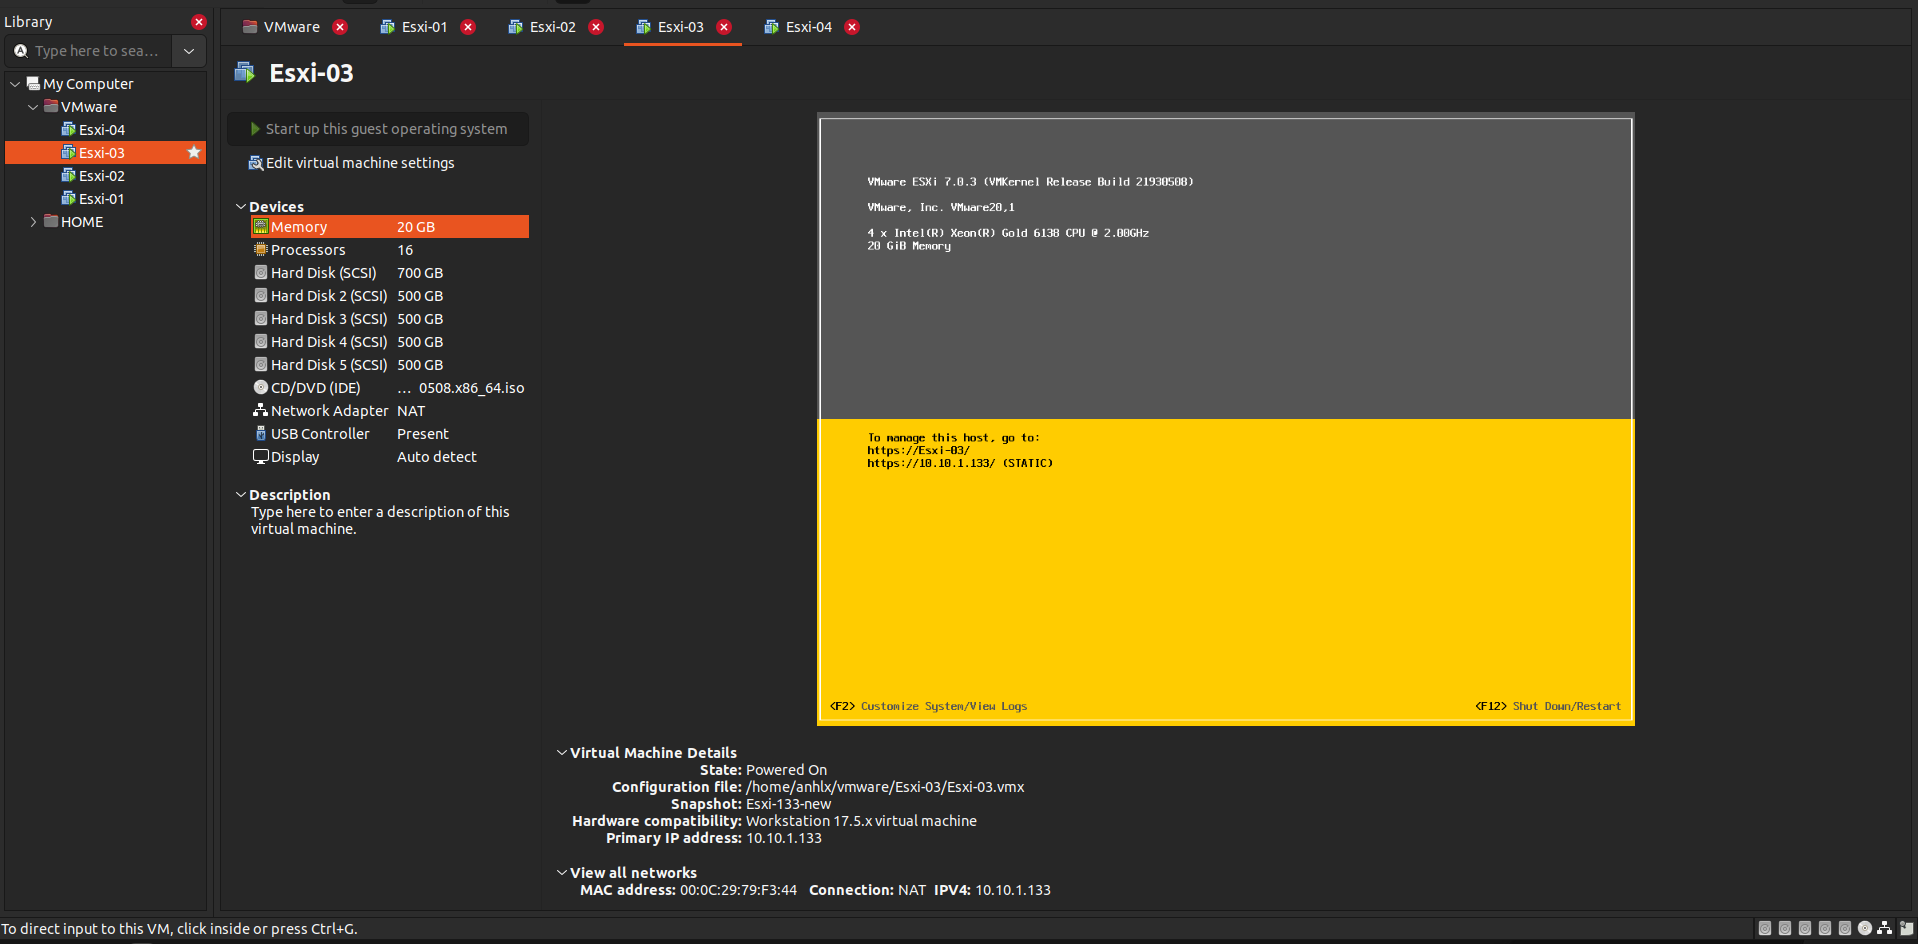 Library
Type here to sea...
My Computer
VMware
Esxi-04
Esxi-03
Esxi-02
Esxi-01
HOME
VMware
Esxi-01
Esxi-02
Esxi-03
Esxi-04
Esxi-03
Start up this guest operating system
Edit virtual machine settings
Devices
Memory 20 GB
Processors 16
Hard Disk (SCSI) 700 GB
Hard Disk 2 (SCSI) 500 GB
Hard Disk 3 (SCSI) 500 GB
Hard Disk 4 (SCSI) 500 GB
Hard Disk 5 (SCSI) 500 GB
CD/DVD (IDE) ... 0508.x86_64.iso
Network Adapter NAT
USB Controller Present
Display Auto detect
Description
Type here to enter a description of this
virtual machine.
VMware ESXi 7.0.3 (VMKernel Release Build 21930508)
VMware, Inc. VMware20,1
4 x Intel(R) Xeon(R) Gold 6138 CPU @ 2.00GHz
20 GiB Memory
To manage this host, go to:
https://Esxi-03/
https://10.10.1.133/ (STATIC)
<F2> Customize System/View Logs
<F12> Shut Down/Restart
Virtual Machine Details
State: Powered On
Configuration file: /home/anhlx/vmware/Esxi-03/Esxi-03.vmx
Snapshot: Esxi-133-new
Hardware compatibility: Workstation 17.5.x virtual machine
Primary IP address: 10.10.1.133
View all networks
MAC address: 00:0C:29:79:F3:44 Connection: NAT IPV4: 10.10.1.133
To direct input to this VM, click inside or press Ctrl+G.